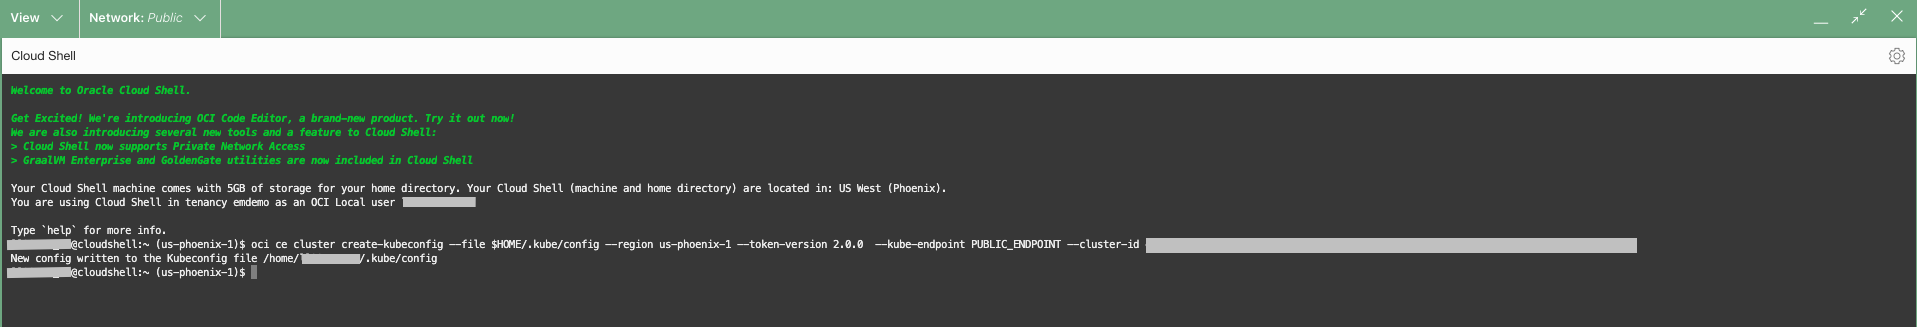 View Network: Public
Cloud Shell
Welcome to Oracle Cloud Shell.
Get Excited! We're introducing OCI Code Editor, a brand-new product. Try it out now!
We are also introducing several new tools and a feature to Cloud Shell:
> Cloud Shell now supports Private Network Access
> GraalVM Enterprise and GoldenGate utilities are now included in Cloud Shell
Your Cloud Shell machine comes with 5GB of storage for your home directory. Your Cloud Shell (machine and home directory) are located in: US West (Phoenix).
You are using Cloud Shell in tenancy emdemo as an OCI Local user
Type `help` for more info.
@cloudshell:~ (us-phoenix-1)$ oci ce cluster create-kubeconfig --file $HOME/.kube/config --region us-phoenix-1 --token-version 2.0.0  --kube-endpoint PUBLIC_ENDPOINT --cluster-id
New config written to the Kubeconfig file /home/ /.kube/config
@cloudshell:~ (us-phoenix-1)$